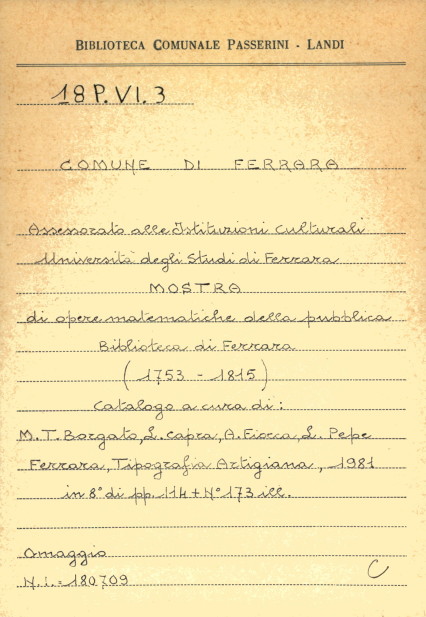 BIBLIOTECA COMUNALE PASSERINI - LANDI
18 P. VI. 3
COMUNE DI FERRARA
Assessorato alle Istituzioni Culturali
Università degli Studi di Ferrara
MOSTRA
di opere matematiche della pubblica
Biblioteca di Ferrara
(1753 - 1815)
Catalogo a cura di:
M.T. Borgato, L. Capra, A. Fiocca, L. Pepe
Ferrara, Tipografia Artigiana, 1981
in 8° di pp. 114 + N° 173 ill.
Omaggio
N.i. = 180709
C